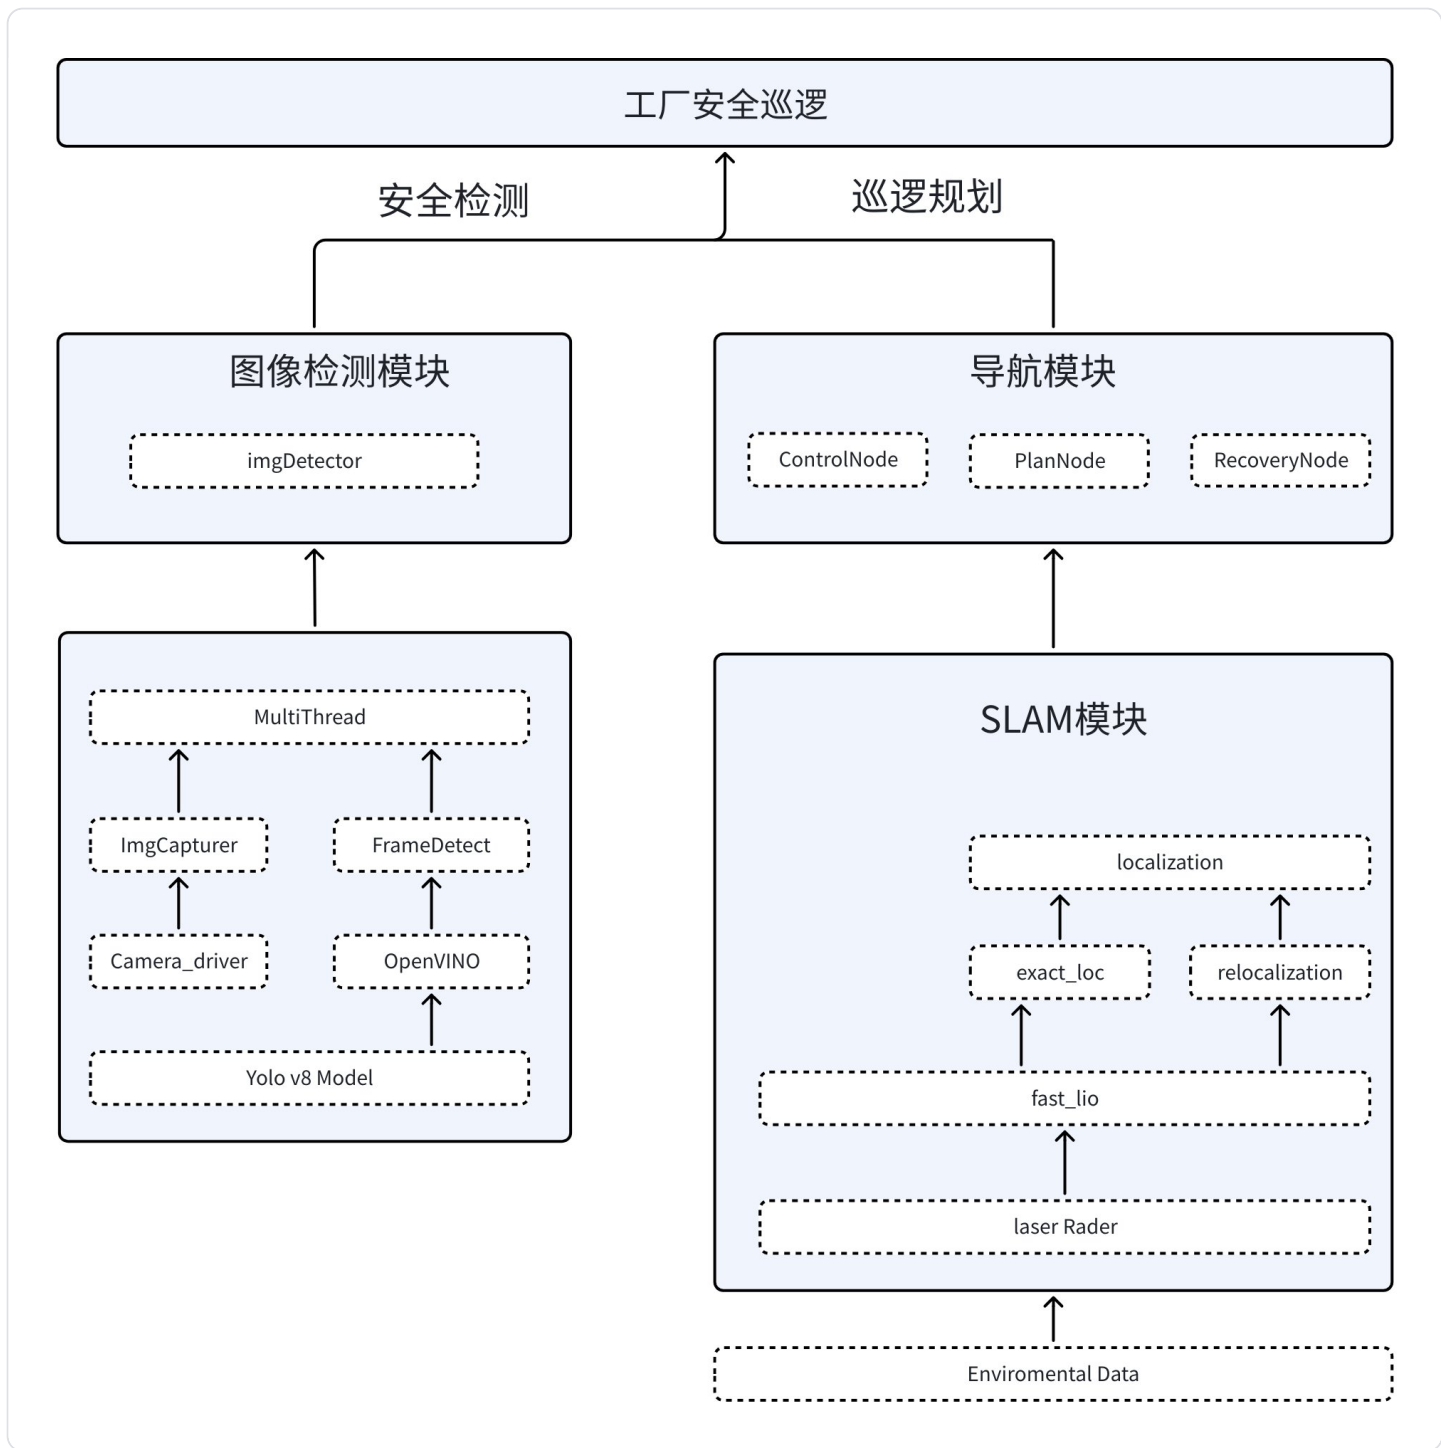 工厂安全巡逻
安全检测
巡逻规划
图像检测模块
imgDetector
导航模块
ControlNode
PlanNode
RecoveryNode
MultiThread
ImgCapturer
FrameDetect
Camera_driver
OpenVINO
Yolo v8 Model
SLAM模块
localization
exact_loc
relocalization
fast_lio
laser Rader
Enviromental Data